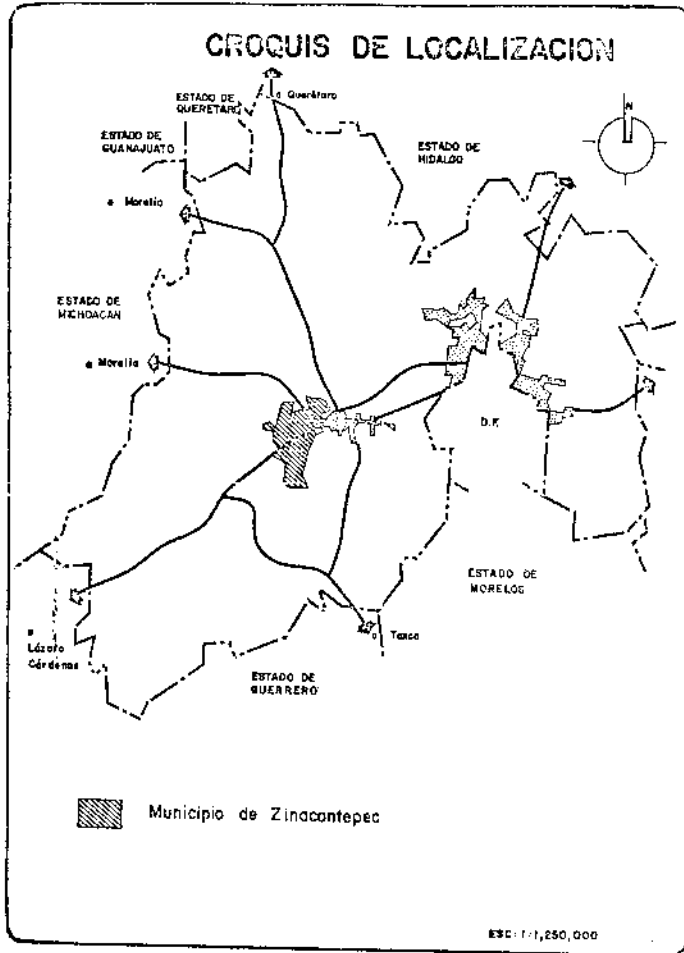 CROQUIS DE LOCALIZACION
ESTADO DE
QUERETARO
a Querétaro
ESTADO DE
GUANAJUATO
ESTADO DE
HIDALGO
N
a Morelia
ESTADO DE
MICHOACAN
a Morelia
D.F.
ESTADO DE
MORELOS
a
Lázaro
Cárdenas
a Taxco
ESTADO DE
GUERRERO
Municipio de Zinacantepec
ESC: 1:1,250,000